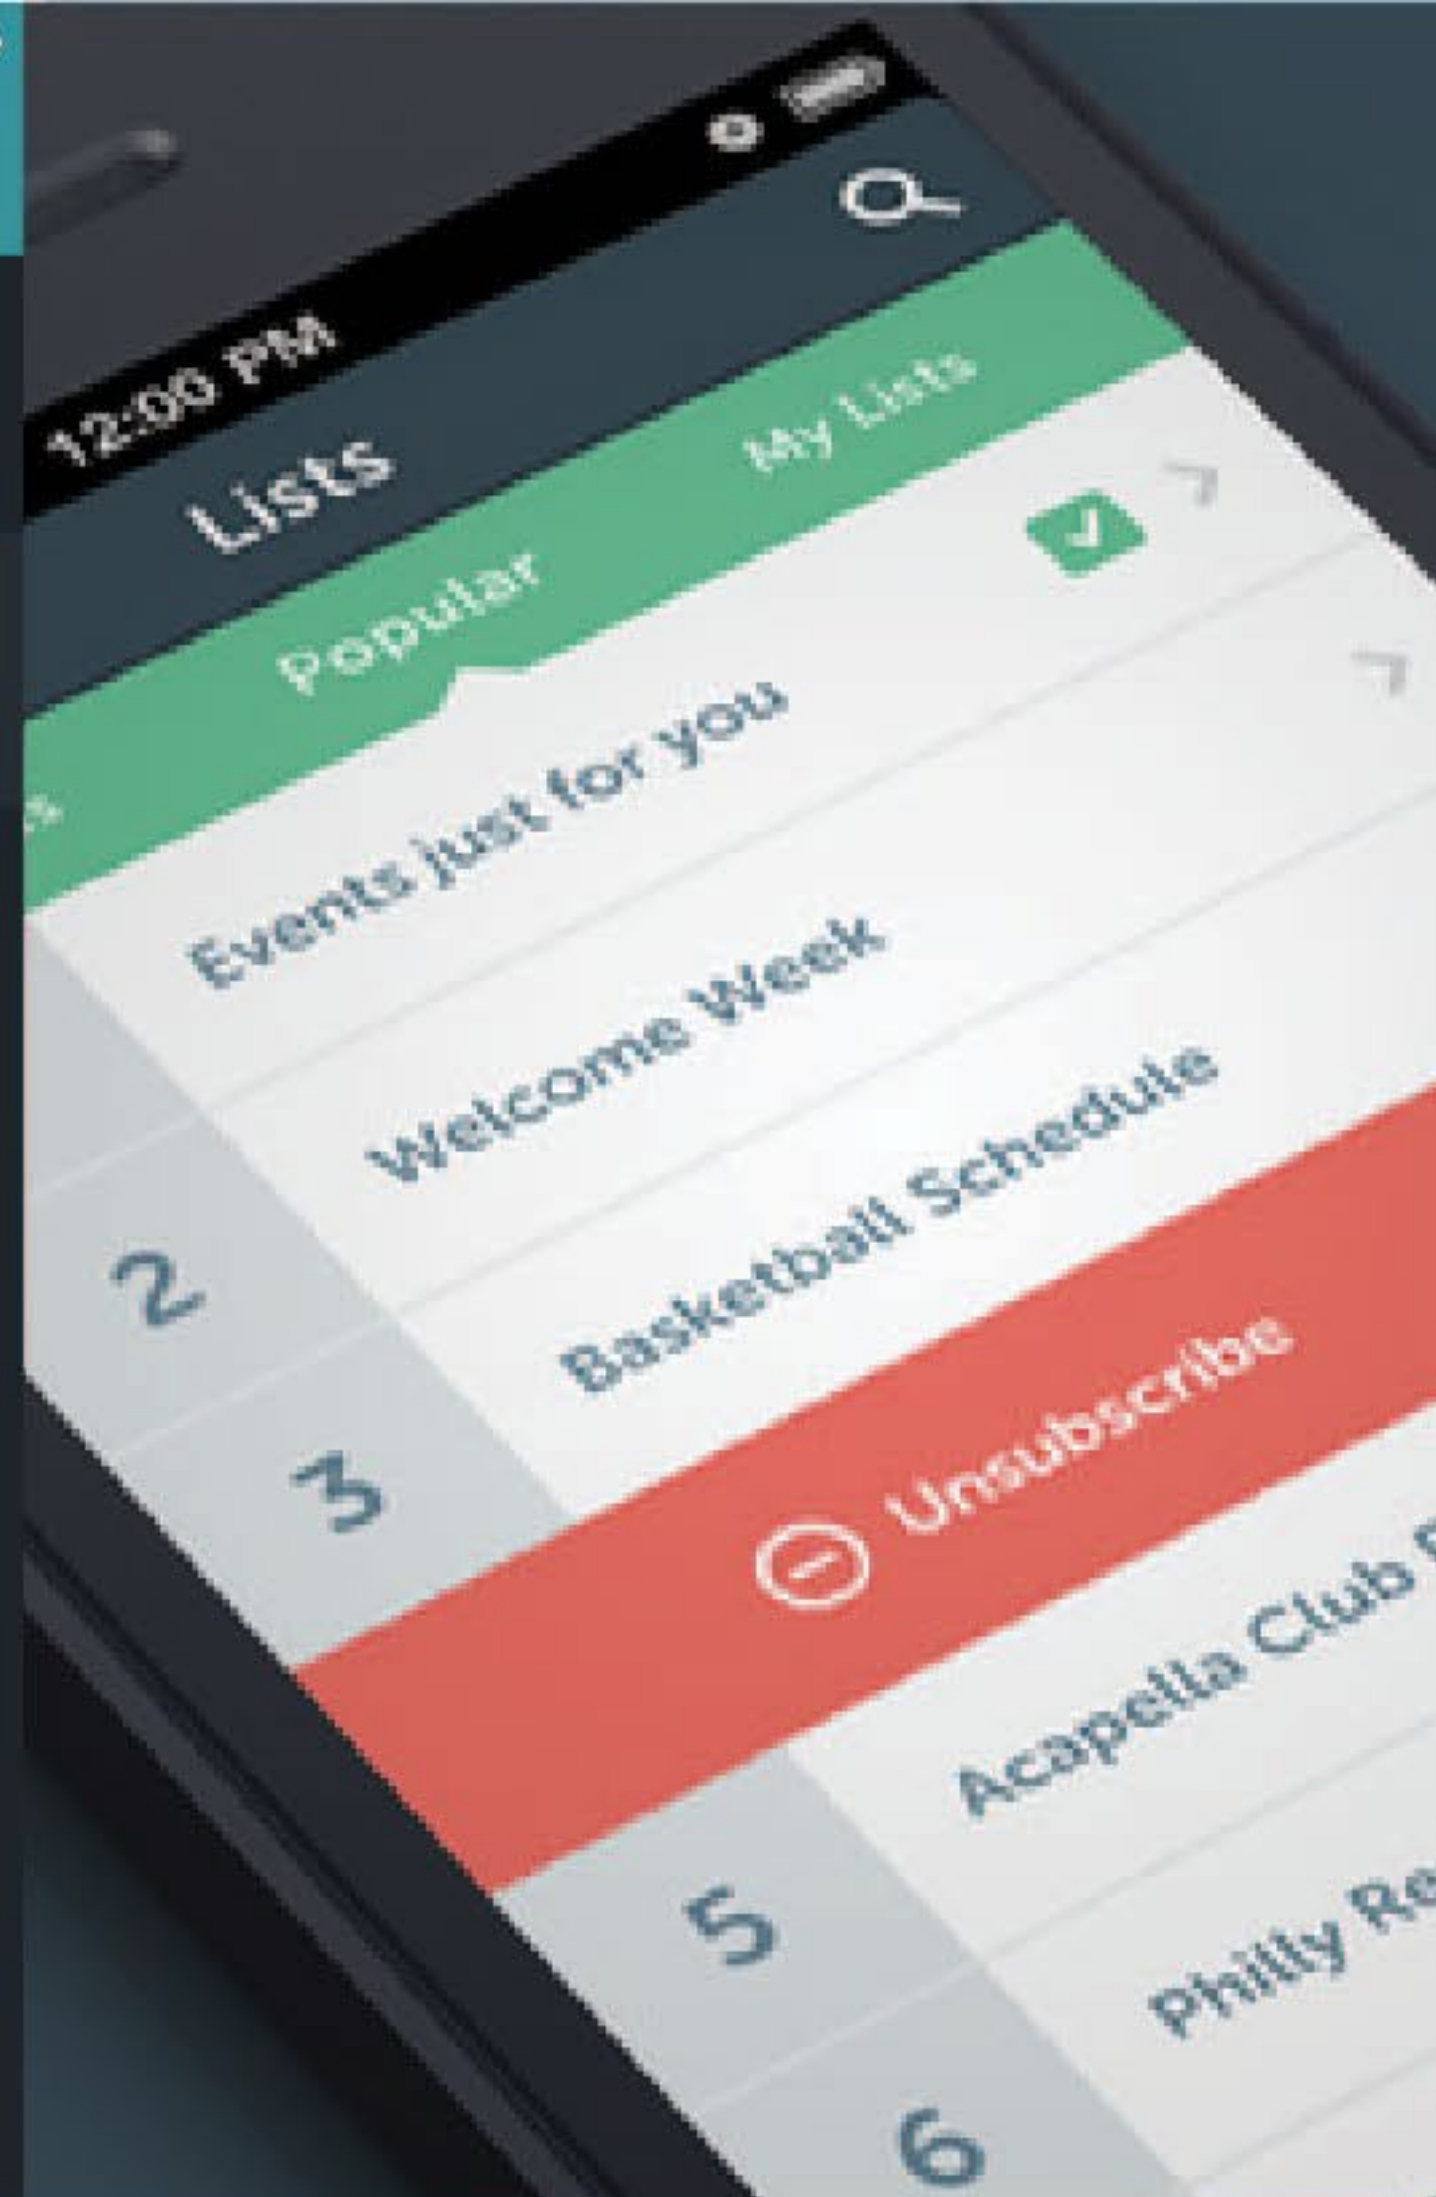 12:00 PM
Lists
Popular
My Lists
Events just for you
2
Welcome Week
3
Basketball Schedule
Unsubscribe
5
Acapella Club
6
Philly